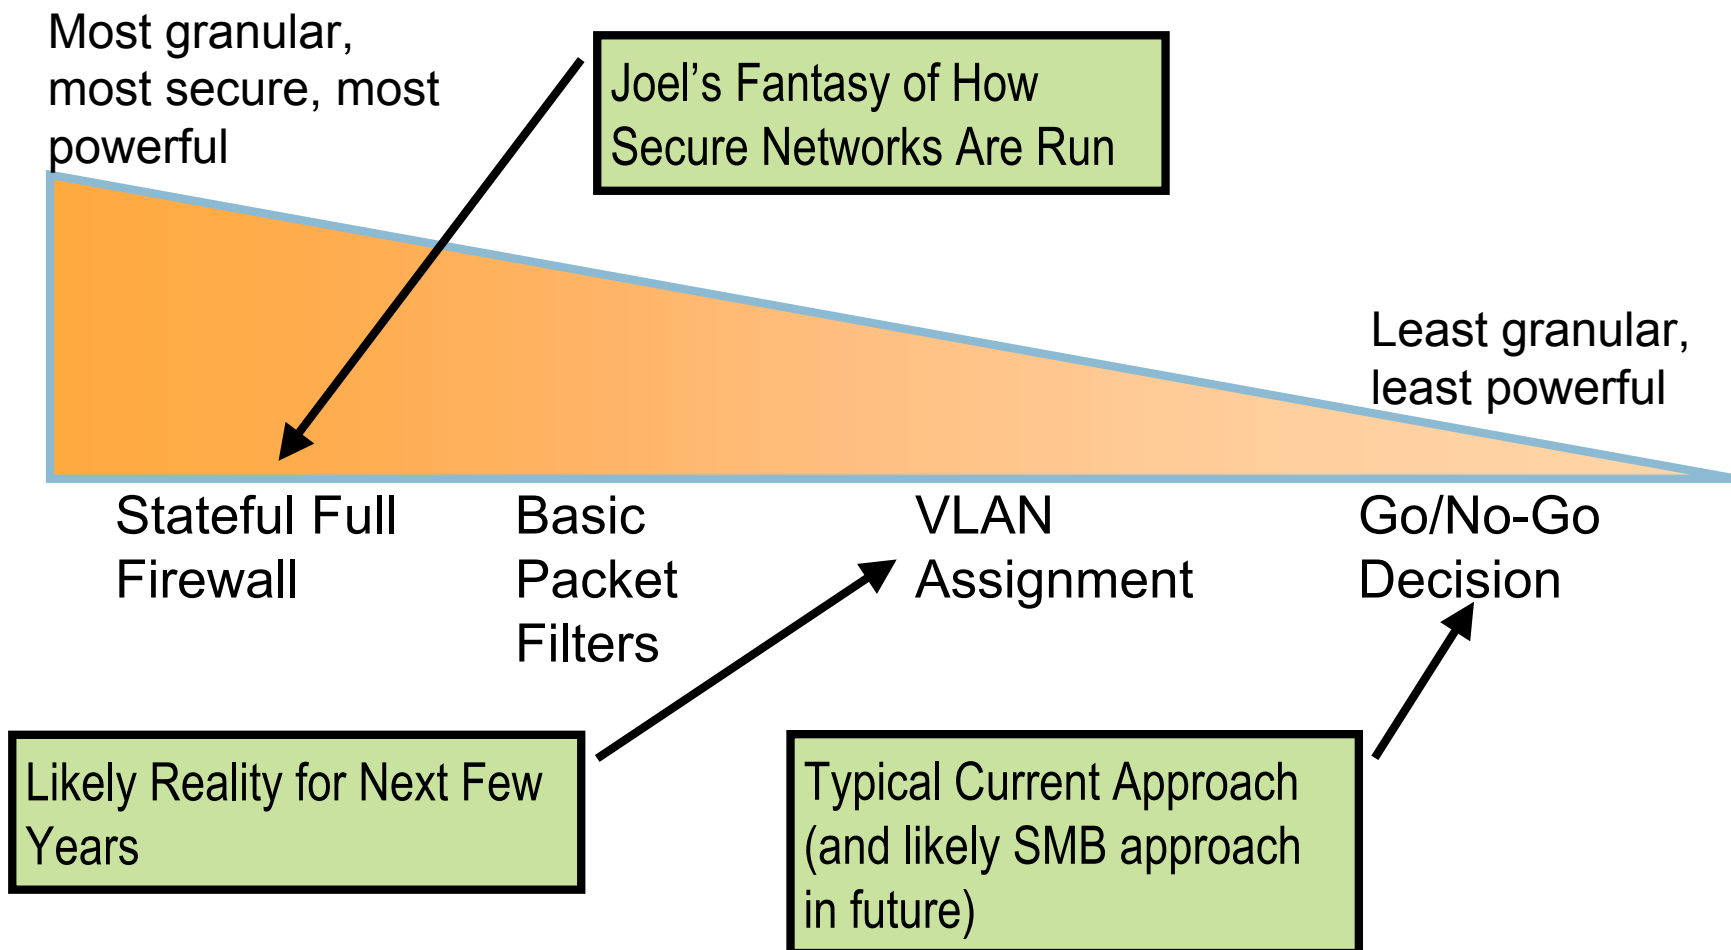 Most granular,
most secure, most
powerful
Joel’s Fantasy of How
Secure Networks Are Run
Least granular,
least powerful
Stateful Full
Firewall
Basic
Packet
Filters
VLAN
Assignment
Go/No-Go
Decision
Likely Reality for Next Few
Years
Typical Current Approach
(and likely SMB approach
in future)